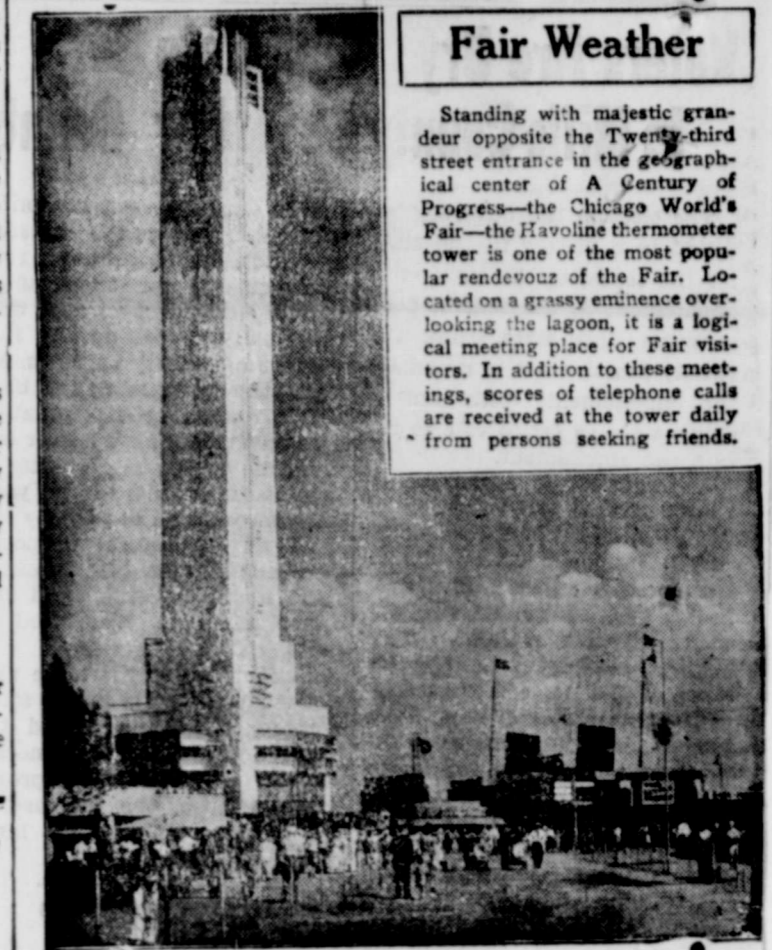 Fair Weather
Standing with majestic gran-
deur opposite the Twenty-third
street entrance in the geograph-
ical center of A Century of
Progress—the Chicago World's
Fair—the Havoline thermometer
tower is one of the most popu-
lar rendevouz of the Fair. Lo-
cated on a grassy eminence over-
looking the lagoon, it is a logi-
cal meeting place for Fair visi-
tors. In addition to these meet-
ings, scores of telephone calls
are received at the tower daily
from persons seeking friends.